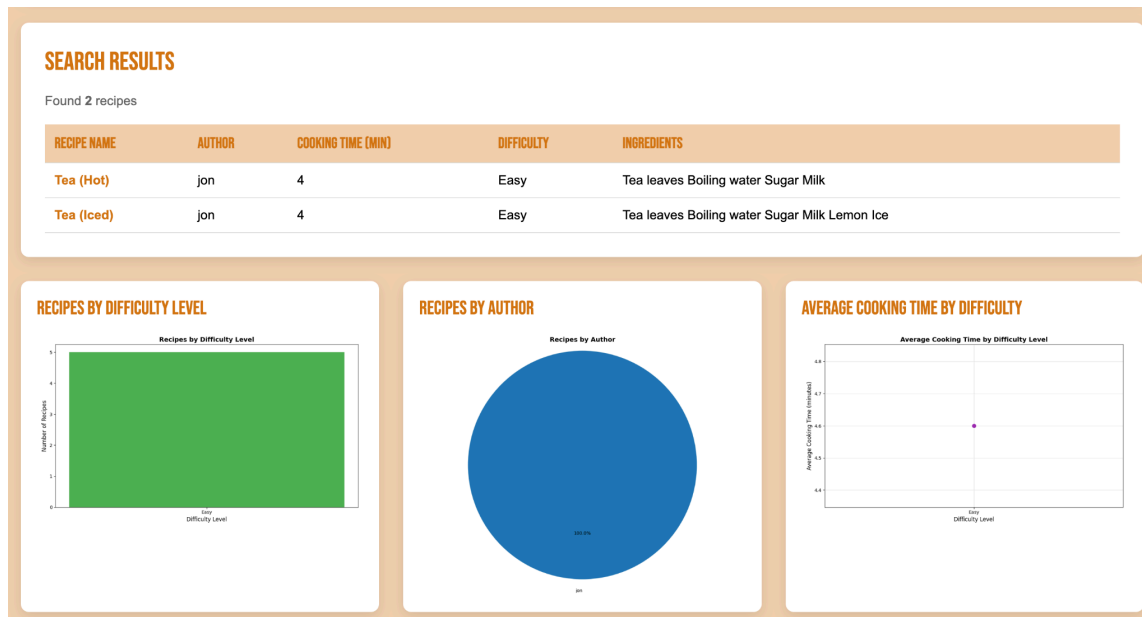 SEARCH RESULTS
Found 2 recipes
RECIPE NAME AUTHOR COOKING TIME (MIN) DIFFICULTY INGREDIENTS
Tea (Hot) jon 4 Easy Tea leaves Boiling water Sugar Milk
Tea (Iced) jon 4 Easy Tea leaves Boiling water Sugar Milk Lemon Ice
RECIPES BY DIFFICULTY LEVEL
Recipes by Difficulty Level
Number of Recipes
5
4
3
2
1
0
Easy
Difficulty Level
RECIPES BY AUTHOR
Recipes by Author
100.0%
jon
AVERAGE COOKING TIME BY DIFFICULTY
Average Cooking Time by Difficulty Level
Average Cooking Time (minutes)
4.8
4.7
4.6
4.5
4.4
Easy
Difficulty Level